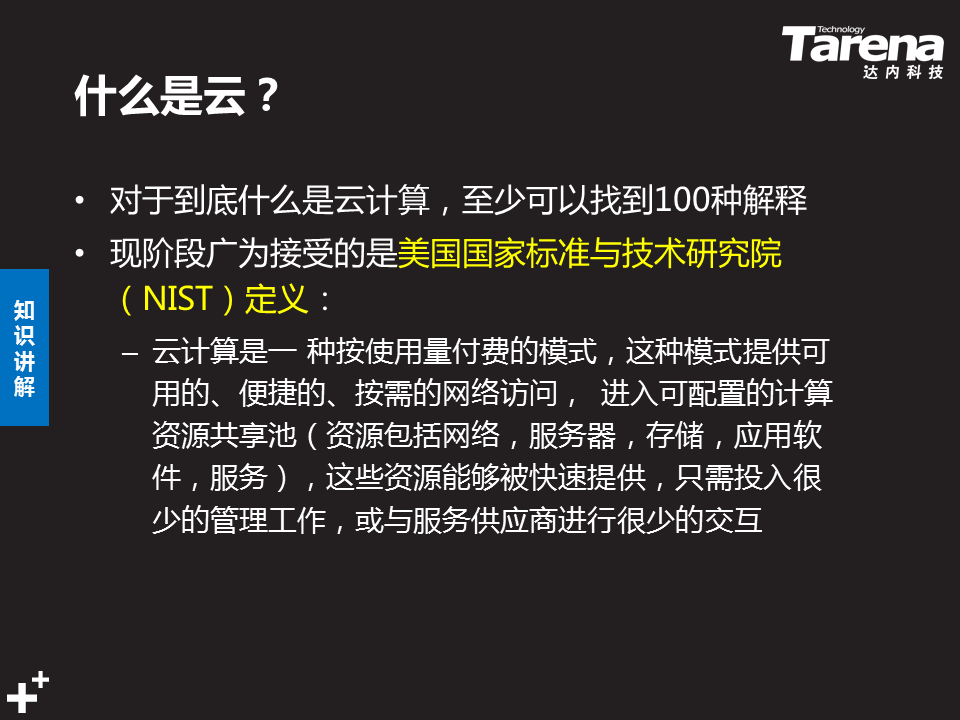 Technology
Tarena
达内科技
什么是云？
• 对于到底什么是云计算，至少可以找到100种解释
• 现阶段广为接受的是美国国家标准与技术研究院
（NIST）定义：
– 云计算是一 种按使用量付费的模式，这种模式提供可
用的、便捷的、按需的网络访问， 进入可配置的计算
资源共享池（资源包括网络，服务器，存储，应用软
件，服务），这些资源能够被快速提供，只需投入很
少的管理工作，或与服务供应商进行很少的交互
知
识
讲
解